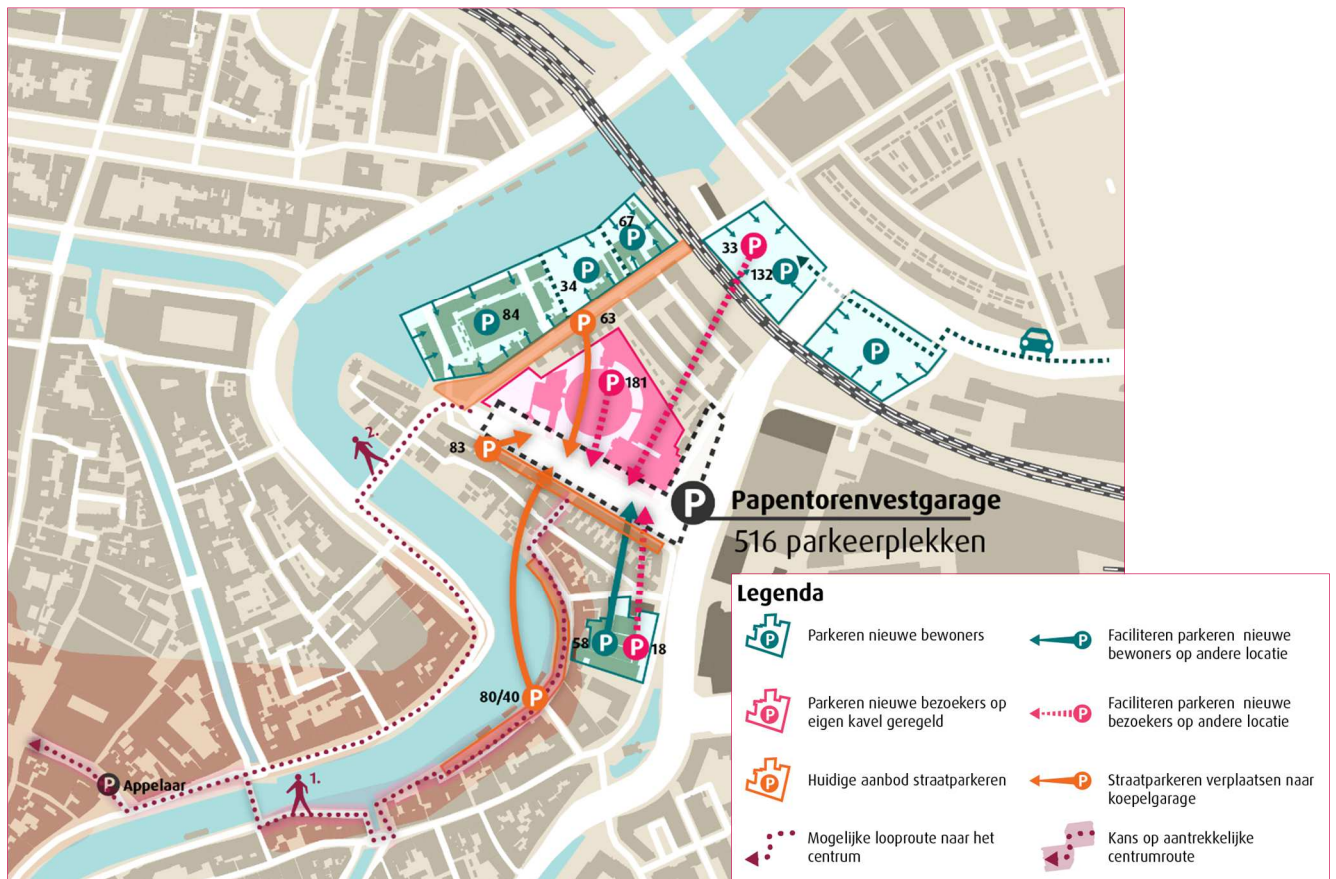 67
P
33
P
132
P
34
P
84
P
P
63
P
P
181
2.
83
P
P
Papentorenvestgarage
516 parkeerplekken
58
P
P
18
80/40
P
P
Appelaar
1.
Legenda
P
Parkeren nieuwe bewoners
P
Faciliteren parkeren nieuwe
bewoners op andere locatie
P
Parkeren nieuwe bezoekers op
eigen kavel geregeld
P
Faciliteren parkeren nieuwe
bezoekers op andere locatie
P
Huidige aanbod straatparkeren
P
Straatparkeren verplaatsen naar
koepelgarage
Mogelijke looproute naar het
centrum
Kans op aantrekkelijke
centrumroute